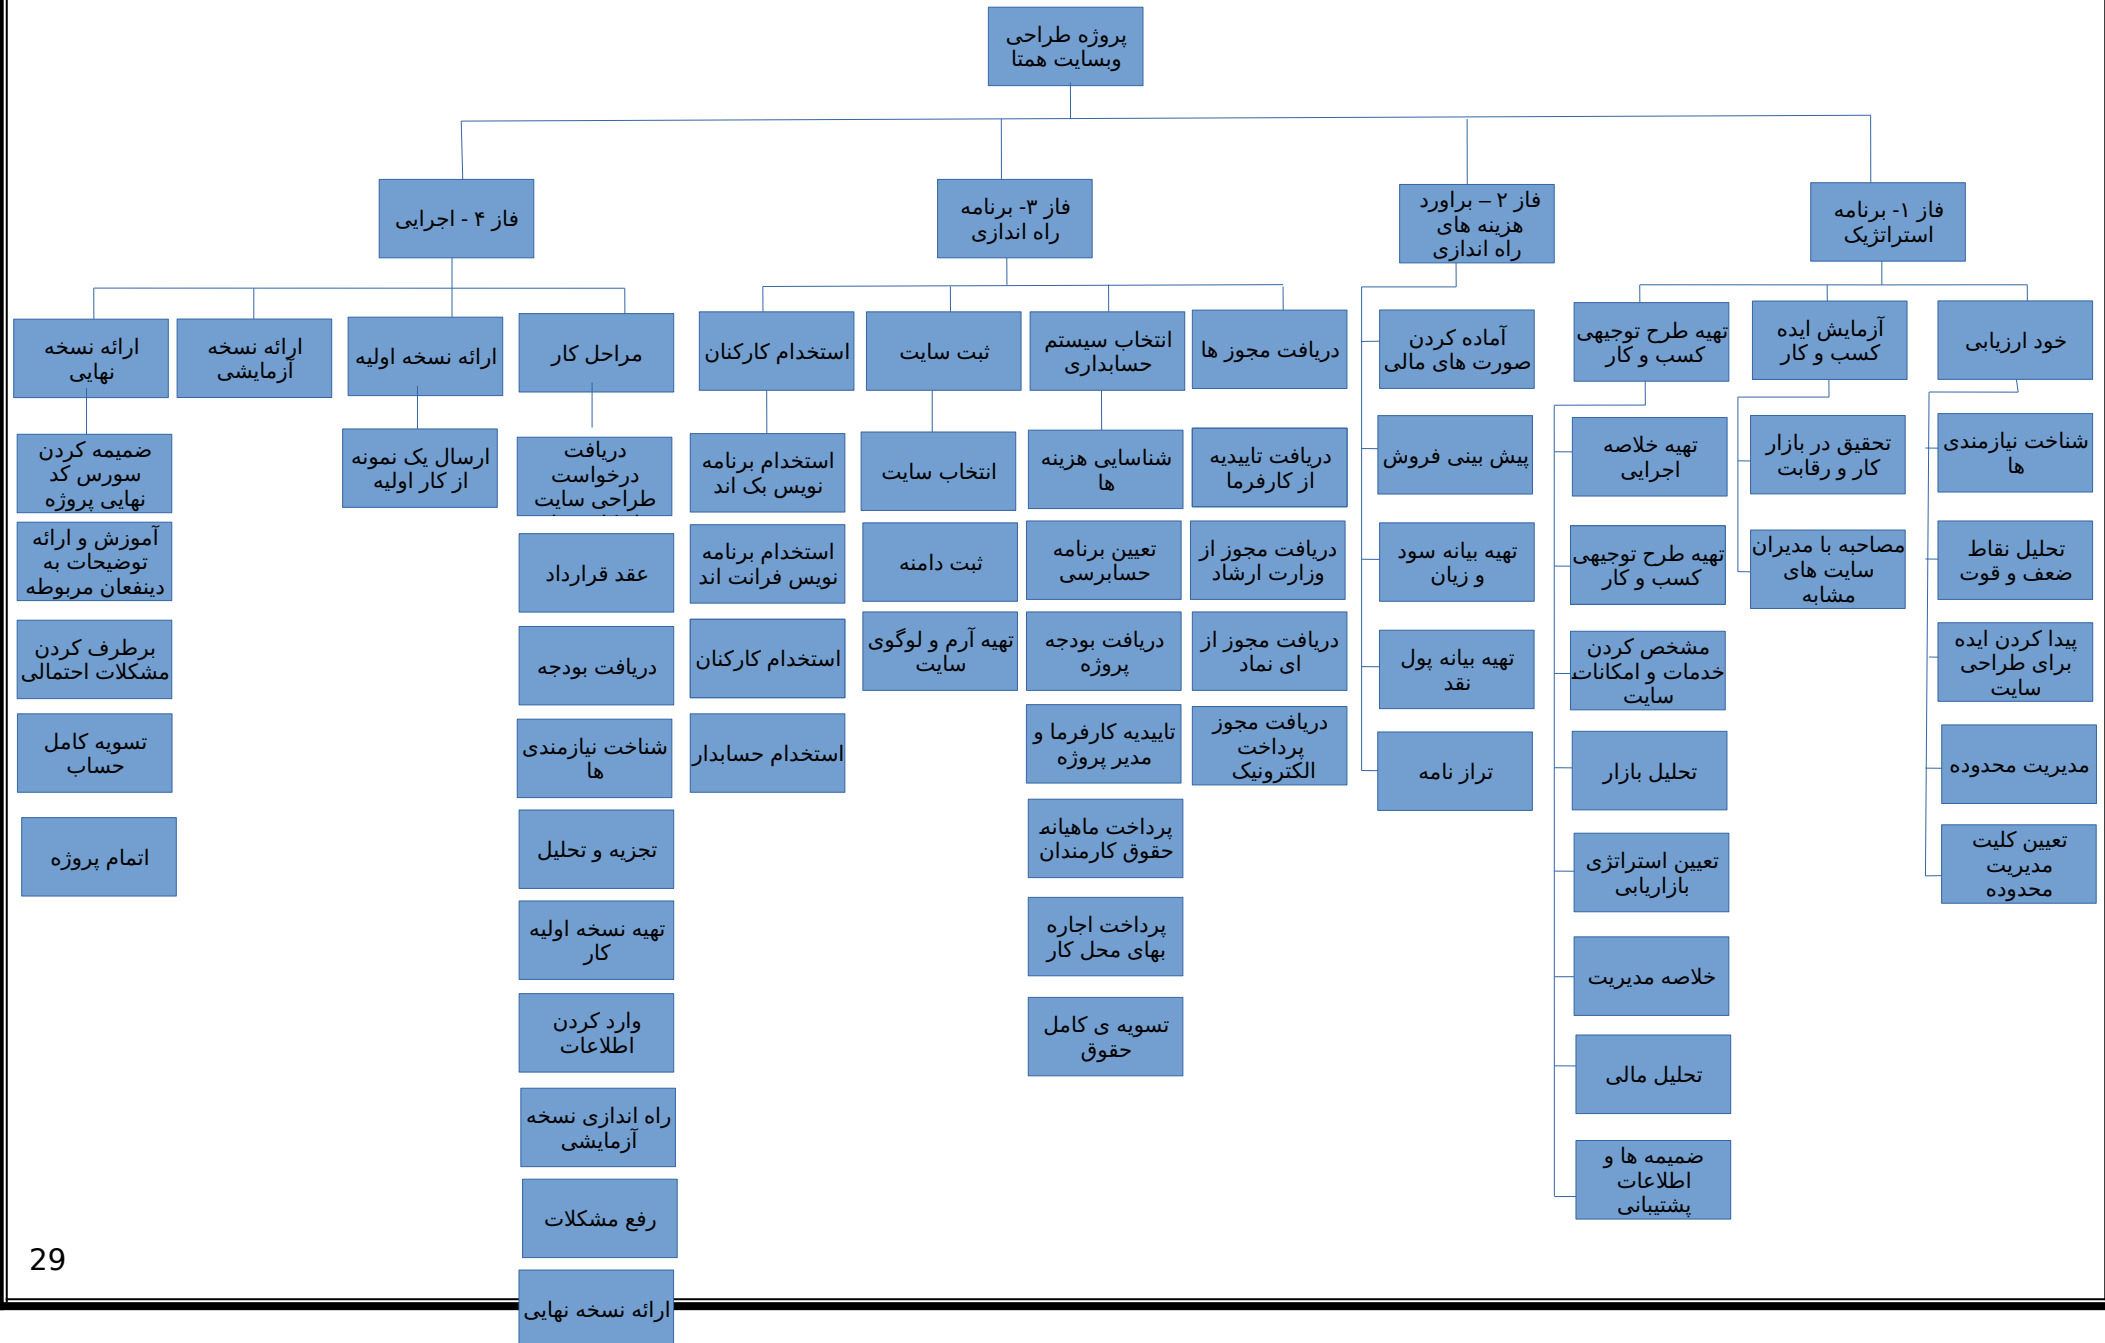 پروژه طراحی
وبسایت همتا
فاز ۱- برنامه
استراتژیک
فاز ۲ – براورد
هزینه های
راه اندازی
فاز ۳- برنامه
راه اندازی
فاز ۴ - اجرایی
خود ارزیابی
شناخت نیازمندی
ها
تحلیل نقاط
ضعف و قوت
پیدا کردن ایده
برای طراحی
سایت
مدیریت محدوده
تعیین کلیت
مدیریت
محدوده
آزمایش ایده
کسب و کار
تحقیق در بازار
کار و رقابت
مصاحبه با مدیران
سایت های
مشابه
تهیه طرح توجیهی
کسب و کار
تهیه خلاصه
اجرایی
تهیه طرح توجیهی
کسب و کار
مشخص کردن
خدمات و امکانات
سایت
تحلیل بازار
تعیین استراتژی
بازاریابی
خلاصه مدیریت
تحلیل مالی
ضمیمه ها و
اطلاعات
پشتیبانی
آماده کردن
صورت های مالی
پیش بینی فروش
تهیه بیانه سود
و زیان
تهیه بیانه پول
نقد
تراز نامه
دریافت مجوز ها
دریافت تاییدیه
از کارفرما
دریافت مجوز از
وزارت ارشاد
دریافت مجوز از
ای نماد
دریافت مجوز
پرداخت
الکترونیک
انتخاب سیستم
حسابداری
شناسایی هزینه
ها
تعیین برنامه
حسابرسی
دریافت بودجه
پروژه
تاییدیه کارفرما و
مدیر پروژه
پرداخت ماهیانه
حقوق کارمندان
پرداخت اجاره
بهای محل کار
تسویه ی کامل
حقوق
ثبت سایت
انتخاب سایت
ثبت دامنه
تهیه آرم و لوگوی
سایت
استخدام کارکنان
استخدام برنامه
نویس بک اند
استخدام برنامه
نویس فرانت اند
استخدام کارکنان
استخدام حسابدار
مراحل کار
دریافت
درخواست
طراحی سایت
عقد قرارداد
دریافت بودجه
شناخت نیازمندی
ها
تجزیه و تحلیل
تهیه نسخه اولیه
کار
وارد کردن
اطلاعات
راه اندازی نسخه
آزمایشی
رفع مشکلات
ارائه نسخه نهایی
ارائه نسخه اولیه
ارسال یک نمونه
از کار اولیه
ارائه نسخه
آزمایشی
ارائه نسخه
نهایی
ضمیمه کردن
سورس کد
نهایی پروژه
آموزش و ارائه
توضیحات به
دینفعان مربوطه
برطرف کردن
مشکلات احتمالی
تسویه کامل
حساب
اتمام پروژه
29